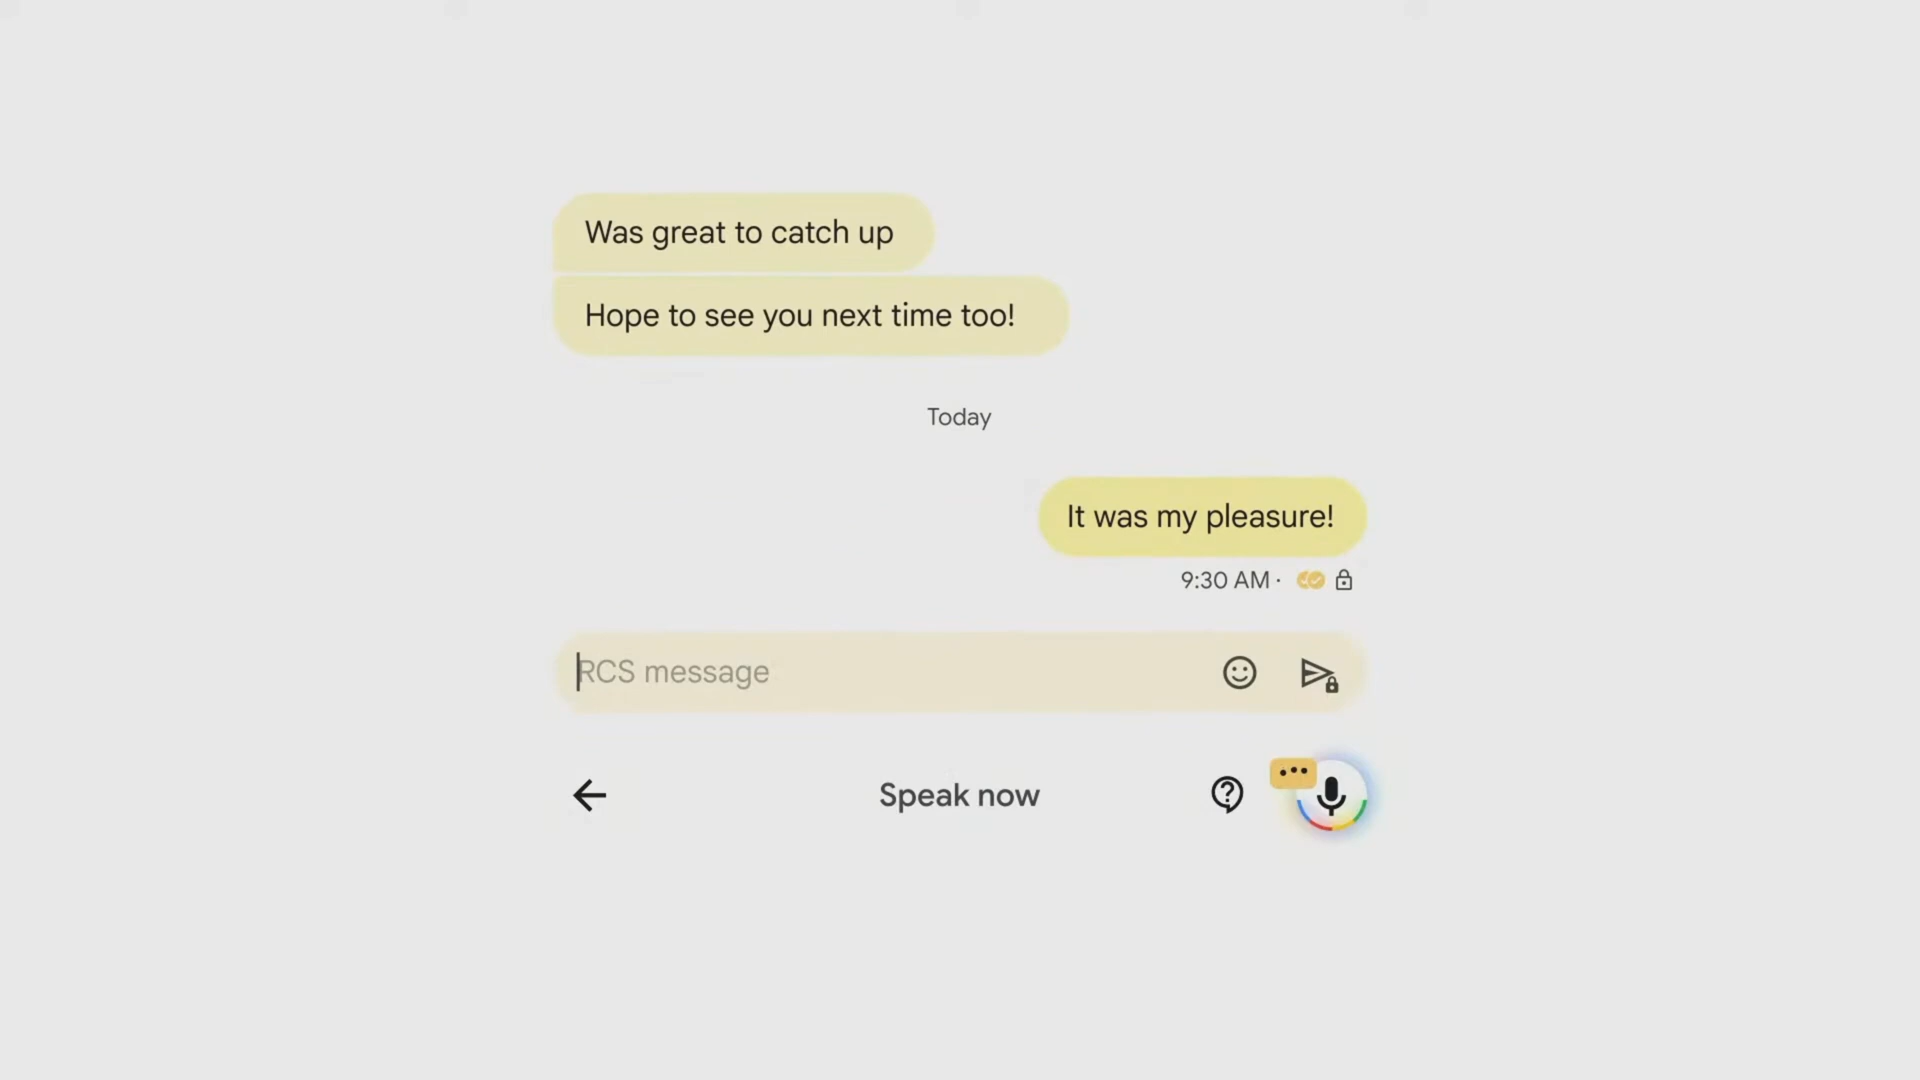 Was great to catch up
Hope to see you next time too!
Today
It was my pleasure!
9:30 AM ·
RCS message
Speak now